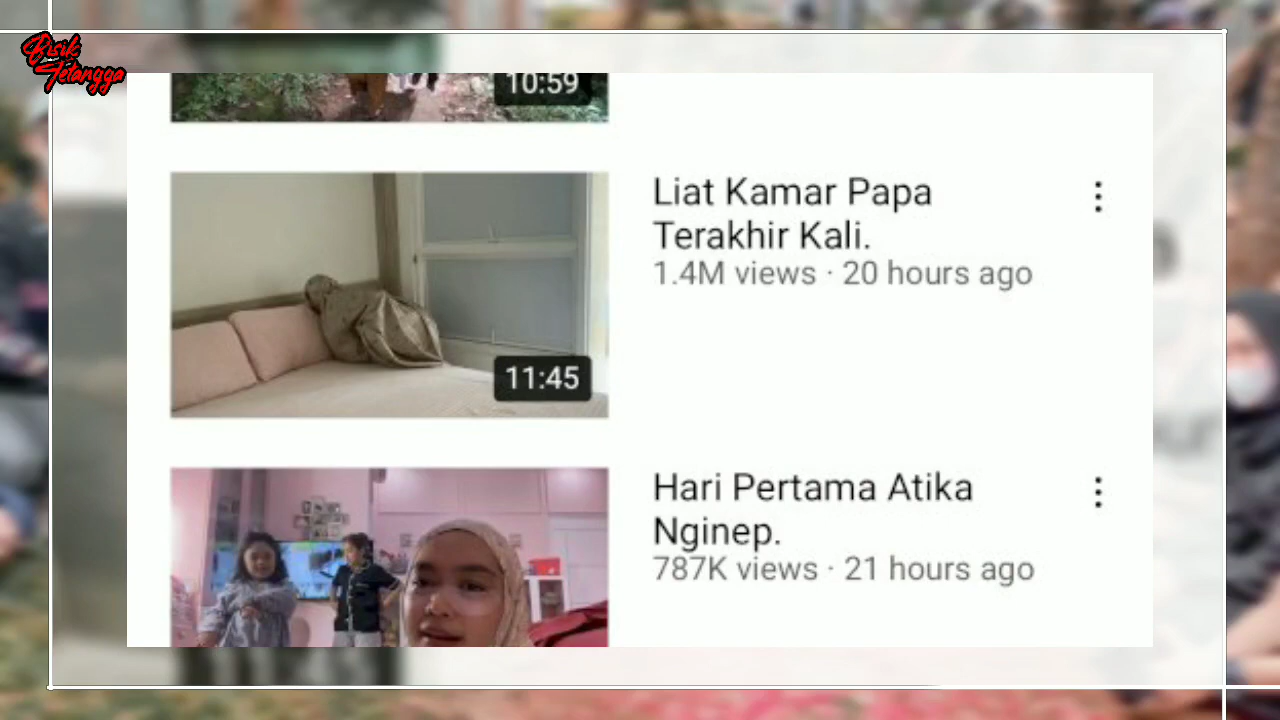 Bisik
Tetangga
10:59
Liat Kamar Papa
Terakhir Kali.
1.4M views · 20 hours ago
11:45
Hari Pertama Atika
Nginep.
787K views · 21 hours ago